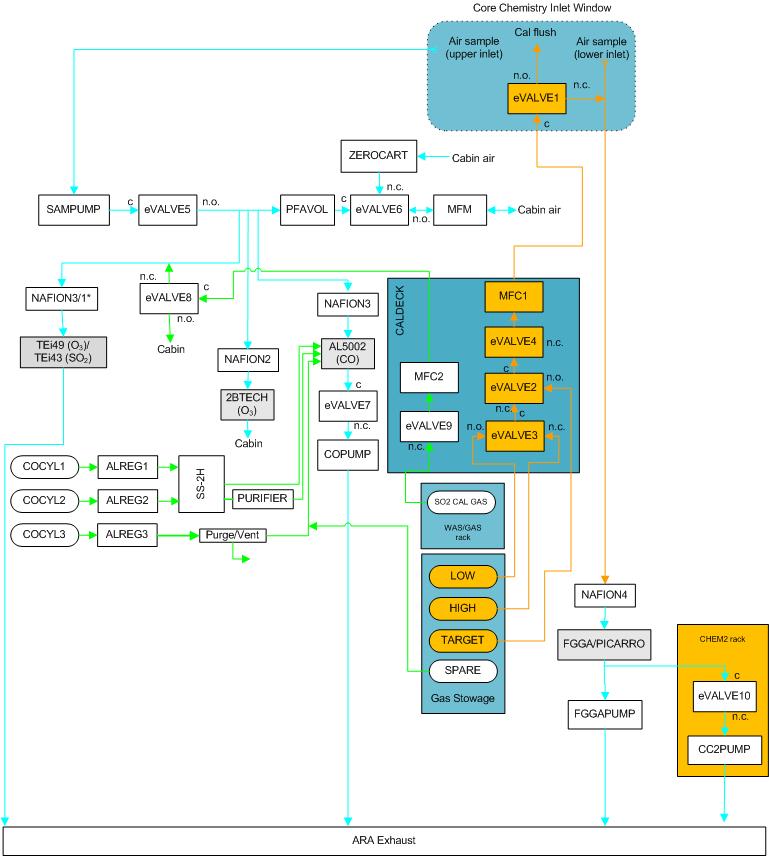 Core Chemistry Inlet Window
Air sample
(upper inlet)
Cal flush
Air sample
(lower inlet)
n.o.
n.c.
eVALVE1
c
ZEROCART
Cabin air
n.c.
SAMPUMP
c
eVALVE5
n.o.
PFAVOL
c
eVALVE6
n.o.
MFM
Cabin air
n.c.
c
NAFION3/1*
eVALVE8
n.o.
Cabin
NAFION3
TEi49 (O3)/
TEi43 (SO2)
AL5002
(CO)
NAFION2
2BTECH
(O3)
Cabin
c
eVALVE7
n.c.
COPUMP
CALDECK
MFC1
eVALVE4
n.c.
c
MFC2
eVALVE2
n.o.
n.c.
c
eVALVE9
n.c.
n.o.
eVALVE3
n.c.
COCYL1
ALREG1
SS-2H
COCYL2
ALREG2
PURIFIER
COCYL3
ALREG3
Purge/Vent
SO2 CAL GAS
WAS/GAS
rack
LOW
HIGH
TARGET
SPARE
Gas Stowage
NAFION4
FGGA/PICARRO
FGGAPUMP
CHEM2 rack
c
eVALVE10
n.c.
CC2PUMP
ARA Exhaust